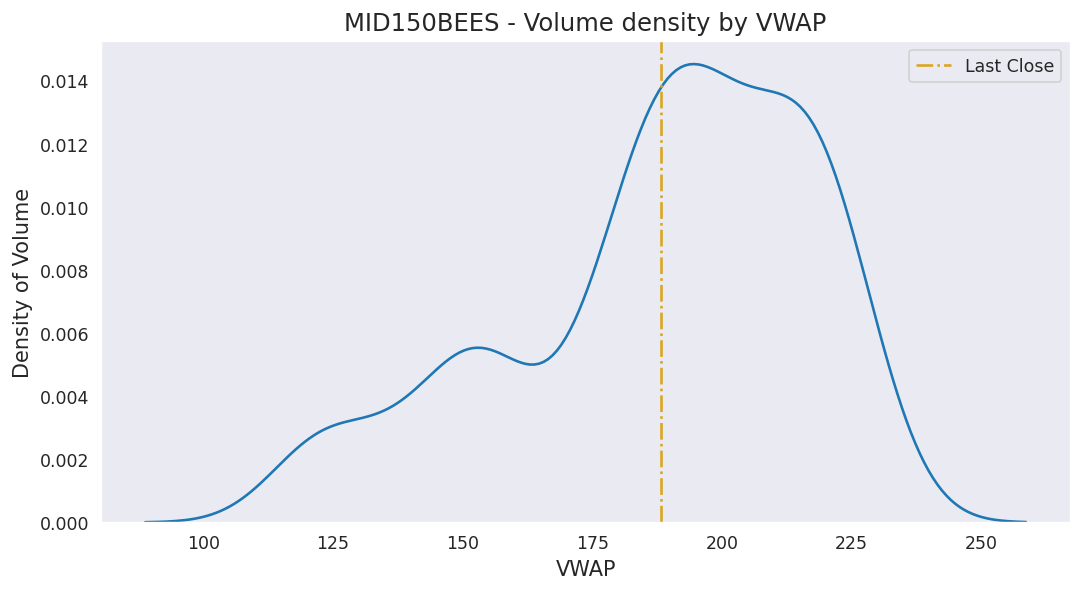 MID150BEES - Volume density by VWAP
Last Close
Density of Volume
0.014
0.012
0.010
0.008
0.006
0.004
0.002
0.000
100 125 150 175 200 225 250
VWAP